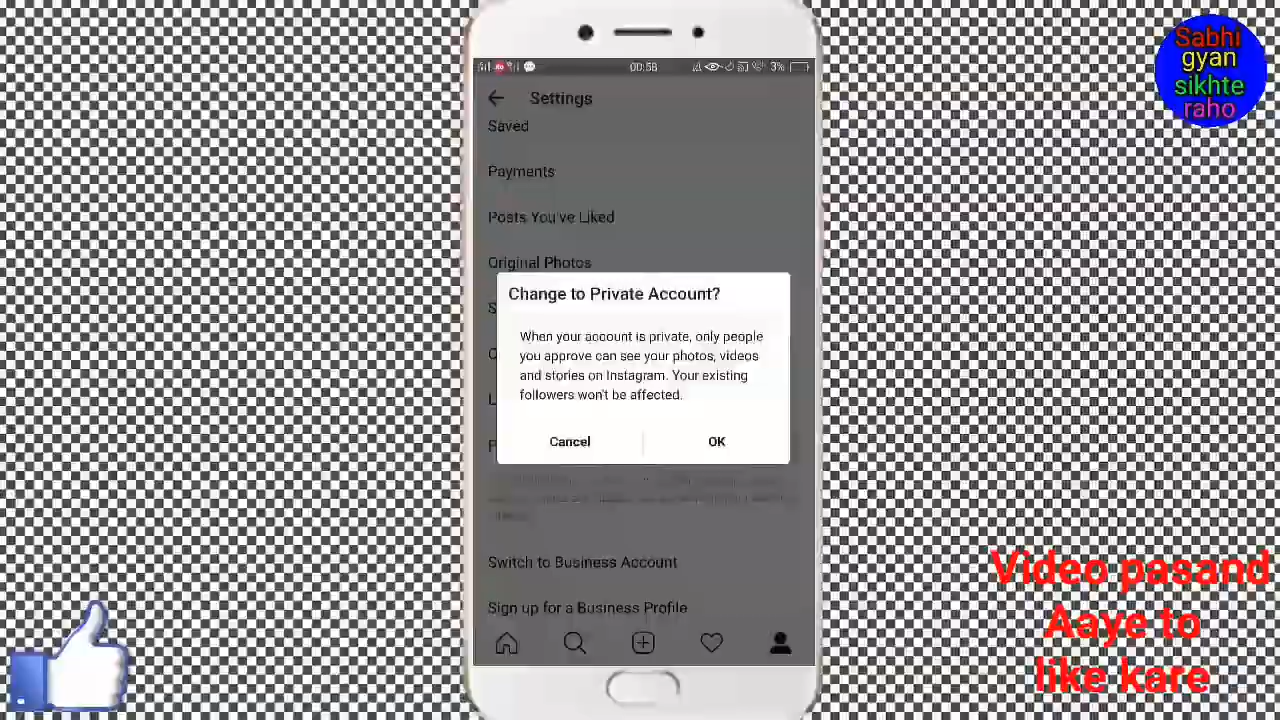 Sabhi
gyan
sikhte
raho
00:58
3%
Settings
Saved
Payments
Posts You've Liked
Original Photos
Change to Private Account?
When your account is private, only people
you approve can see your photos, videos
and stories on Instagram. Your existing
followers won't be affected.
Cancel
OK
Switch to Business Account
Sign up for a Business Profile
Video pasand
Aaye to
like kare